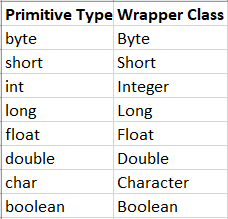 Primitive Type Wrapper Class
byte Byte
short Short
int Integer
long Long
float Float
double Double
char Character
boolean Boolean